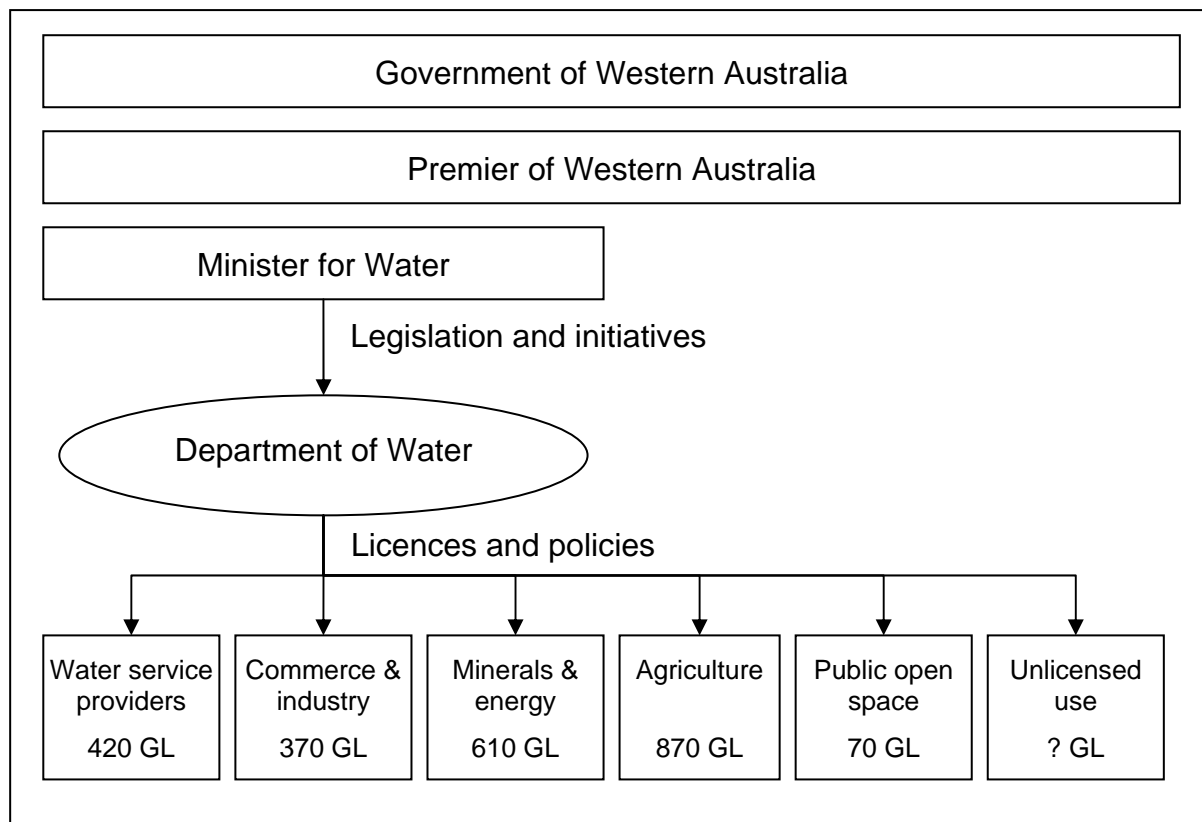 Government of Western Australia
Premier of Western Australia
Minister for Water
Legislation and initiatives
Department of Water
Licences and policies
Water service
providers
420 GL
Commerce &
industry
370 GL
Minerals &
energy
610 GL
Agriculture
870 GL
Public open
space
70 GL
Unlicensed
use
? GL